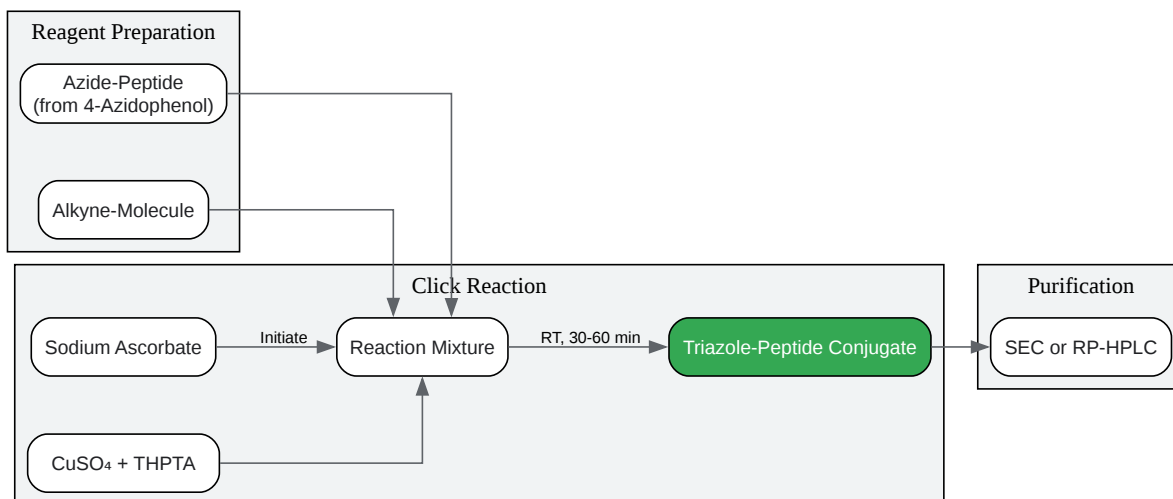 Reagent Preparation
Azide-Peptide
(from 4-Azidophenol)
Alkyne-Molecule
Click Reaction
Purification
Sodium Ascorbate
Initiate
Reaction Mixture
RT, 30-60 min
Triazole-Peptide Conjugate
SEC or RP-HPLC
CuSO₄ + THPTA